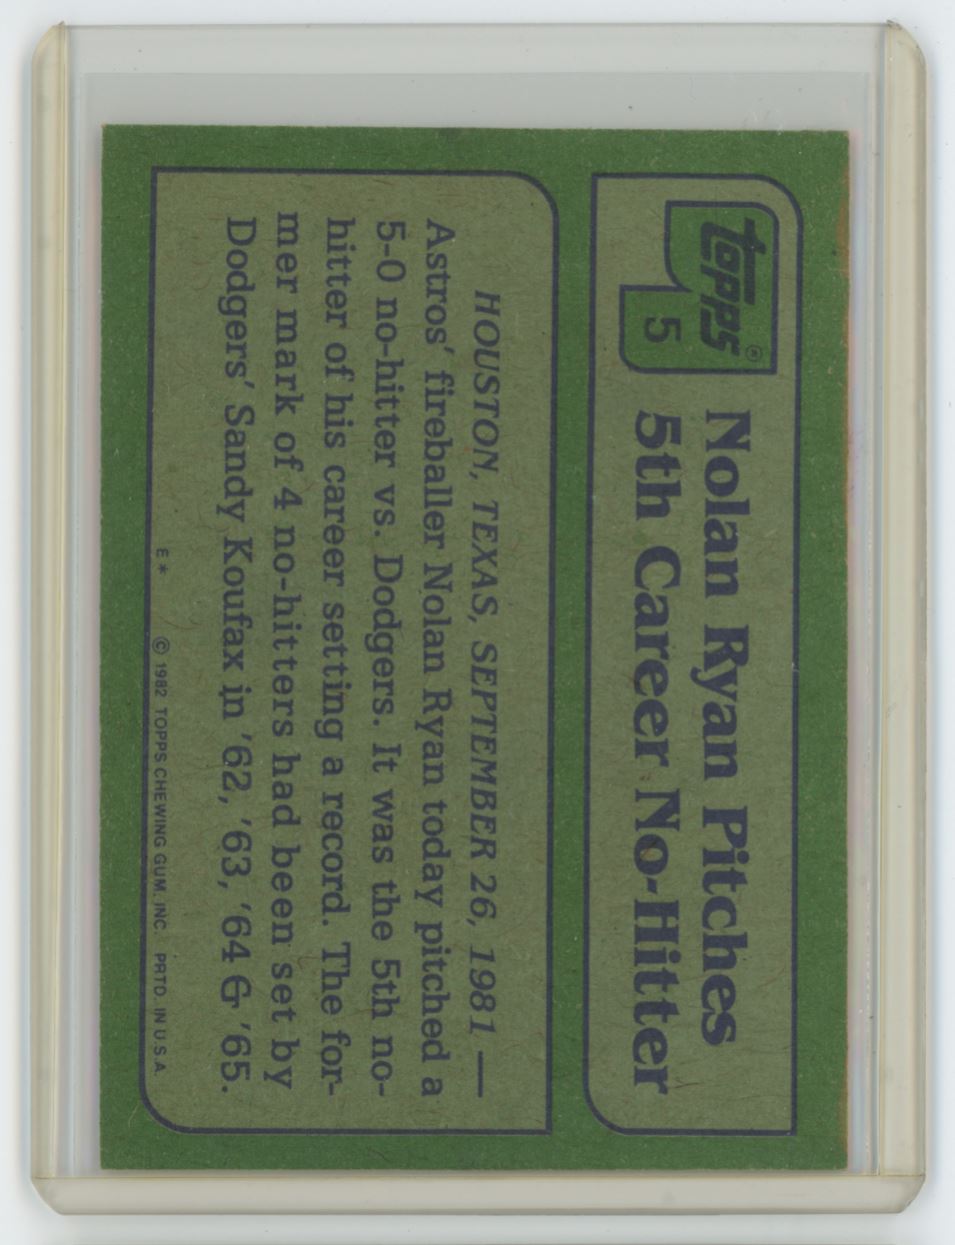 topps®
5
Nolan Ryan Pitches
5th Career No-Hitter
HOUSTON, TEXAS, SEPTEMBER 26, 1981 —
Astros' fireballer Nolan Ryan today pitched a
5-0 no-hitter vs. Dodgers. It was the 5th no-
hitter of his career setting a record. The for-
mer mark of 4 no-hitters had been set by
Dodgers' Sandy Koufax in '62, '63, '64 & '65.
E* © 1982 TOPPS CHEWING GUM, INC. PRTD. IN U.S.A.